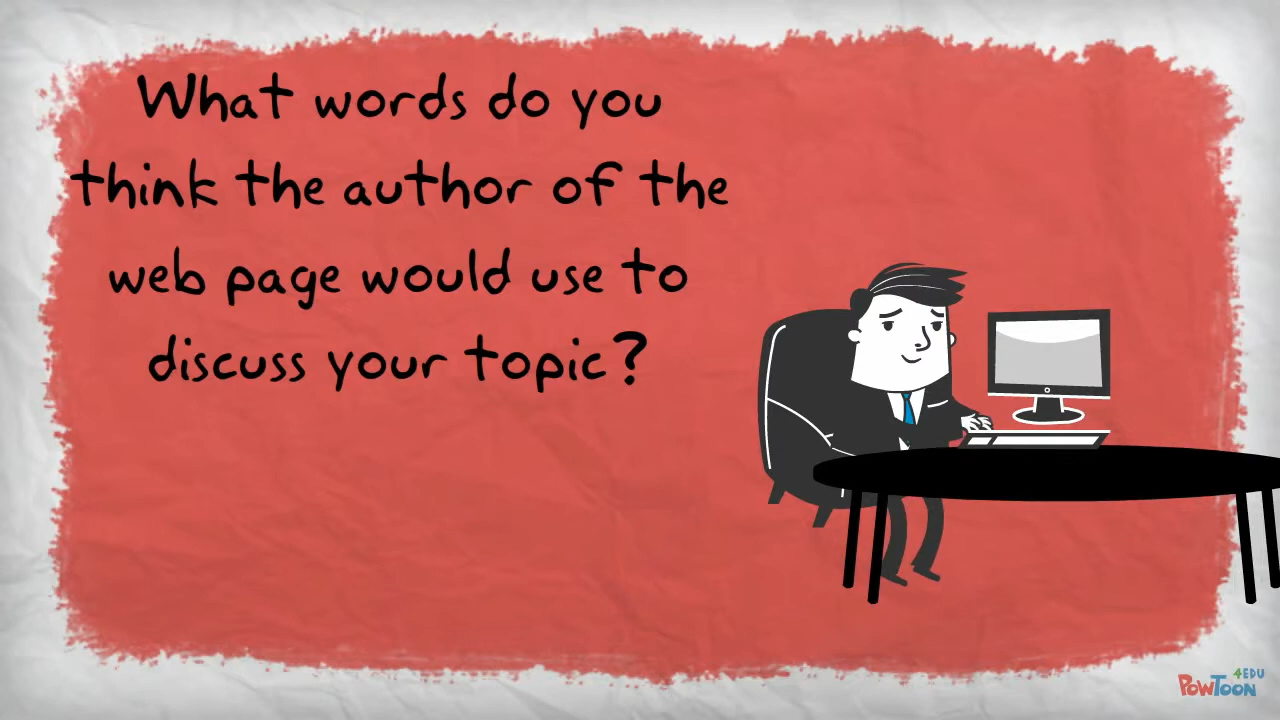 What words do you
think the author of the
web page would use to
discuss your topic?
4EDU
PowToon